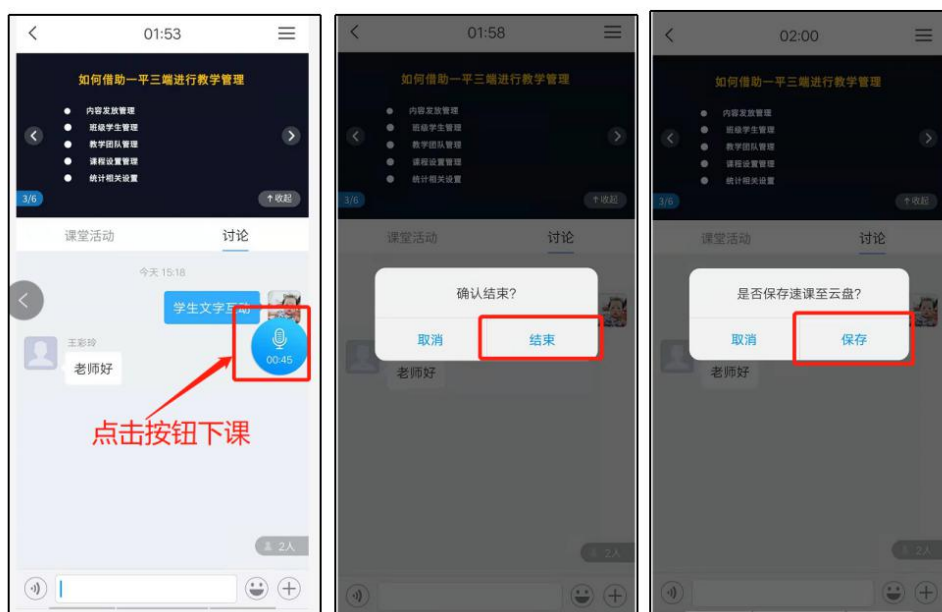 01:53
如何借助一平三端进行教学管理
内容发放管理
班级学生管理
教学团队管理
课程设置管理
统计相关设置
3/6
↑收起
课堂活动
讨论
今天 15:18
学生文字互动
00:45
王彩玲
老师好
点击按钮下课
2人
01:58
如何借助一平三端进行教学管理
内容发放管理
班级学生管理
教学团队管理
课程设置管理
统计相关设置
3/6
↑收起
课堂活动
讨论
确认结束?
取消
结束
老师好
2人
02:00
如何借助一平三端进行教学管理
内容发放管理
班级学生管理
教学团队管理
课程设置管理
统计相关设置
3/6
↑收起
课堂活动
讨论
是否保存速课至云盘?
取消
保存
老师好
2人